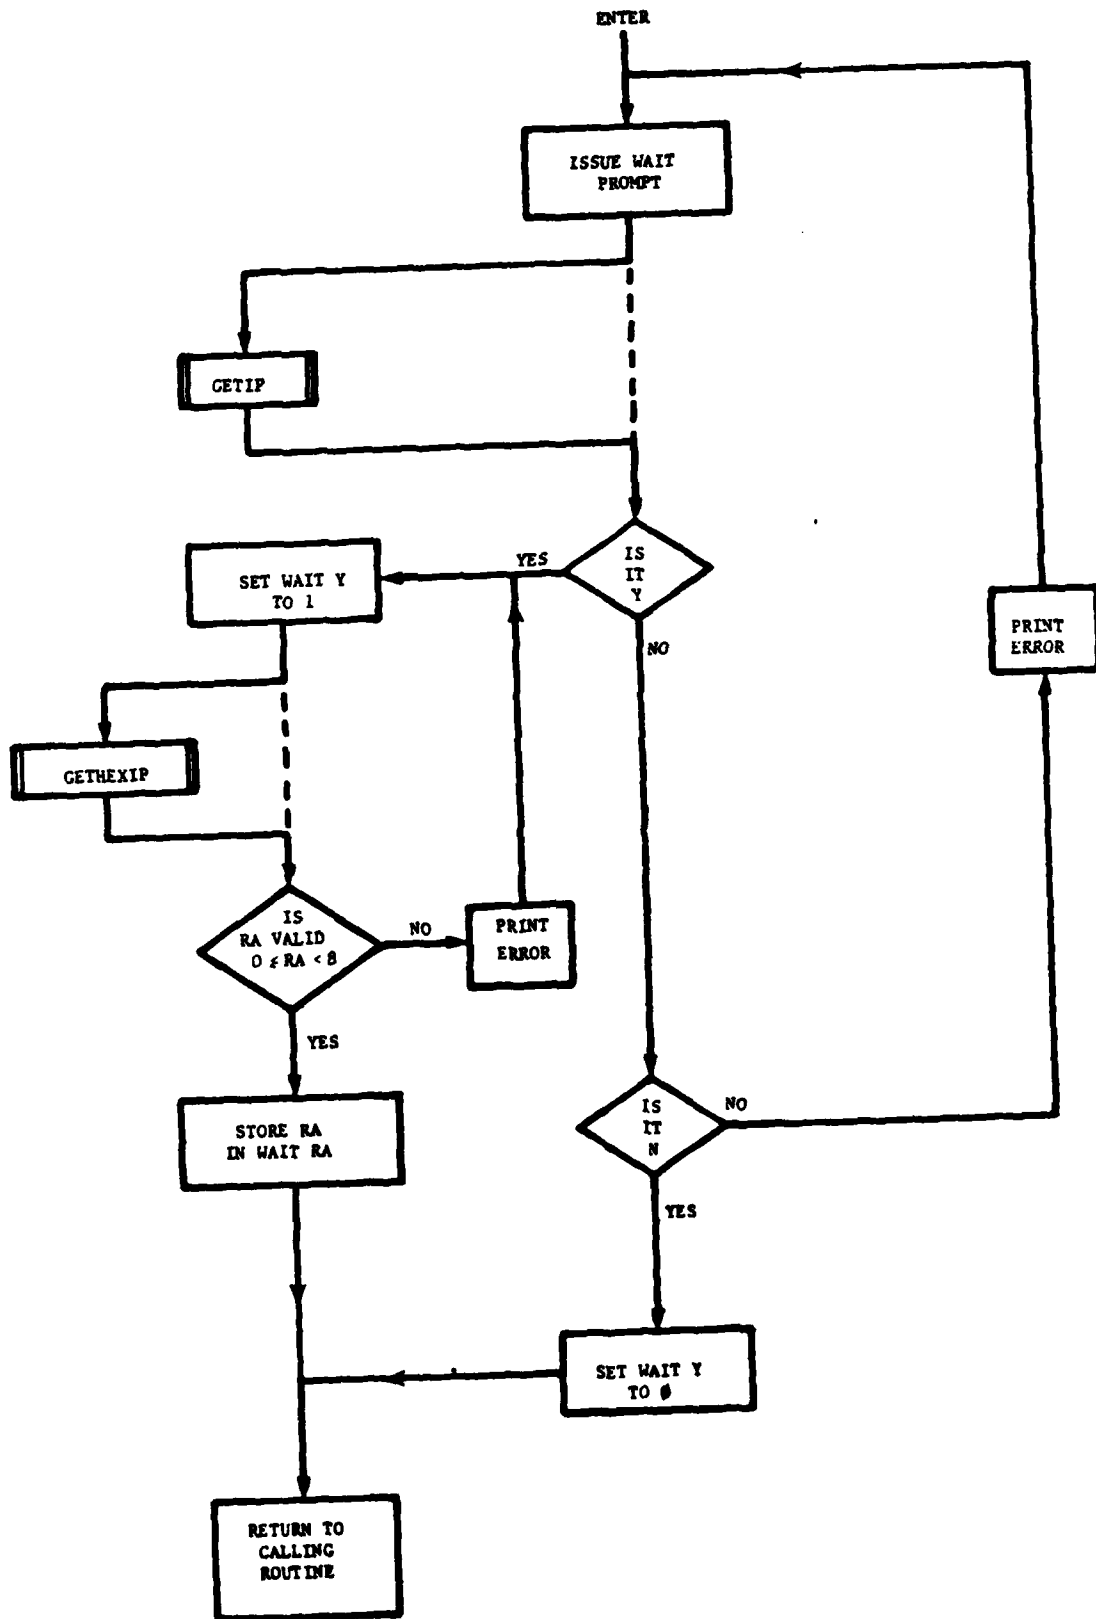 ENTER
ISSUE WAIT
PROMPT
GETIP
IS
IT
Y
YES
NO
SET WAIT Y
TO 1
PRINT
ERROR
GETHEXIP
IS
RA VALID
0 ≤ RA < 8
NO
PRINT
ERROR
YES
STORE RA
IN WAIT RA
IS
IT
N
NO
YES
SET WAIT Y
TO 0
RETURN TO
CALLING
ROUTINE